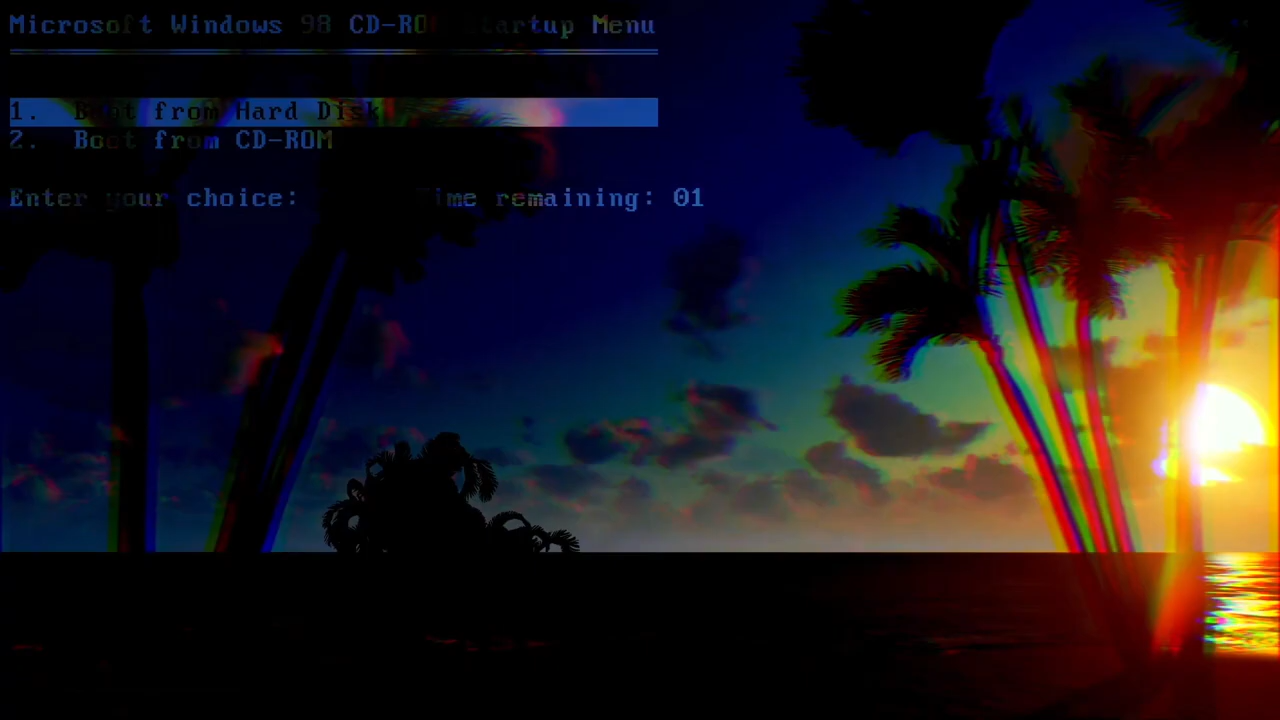 Microsoft Windows 98 CD-ROM Startup Menu
1. Boot from Hard Disk
2. Boot from CD-ROM
Enter your choice: Time remaining: 01